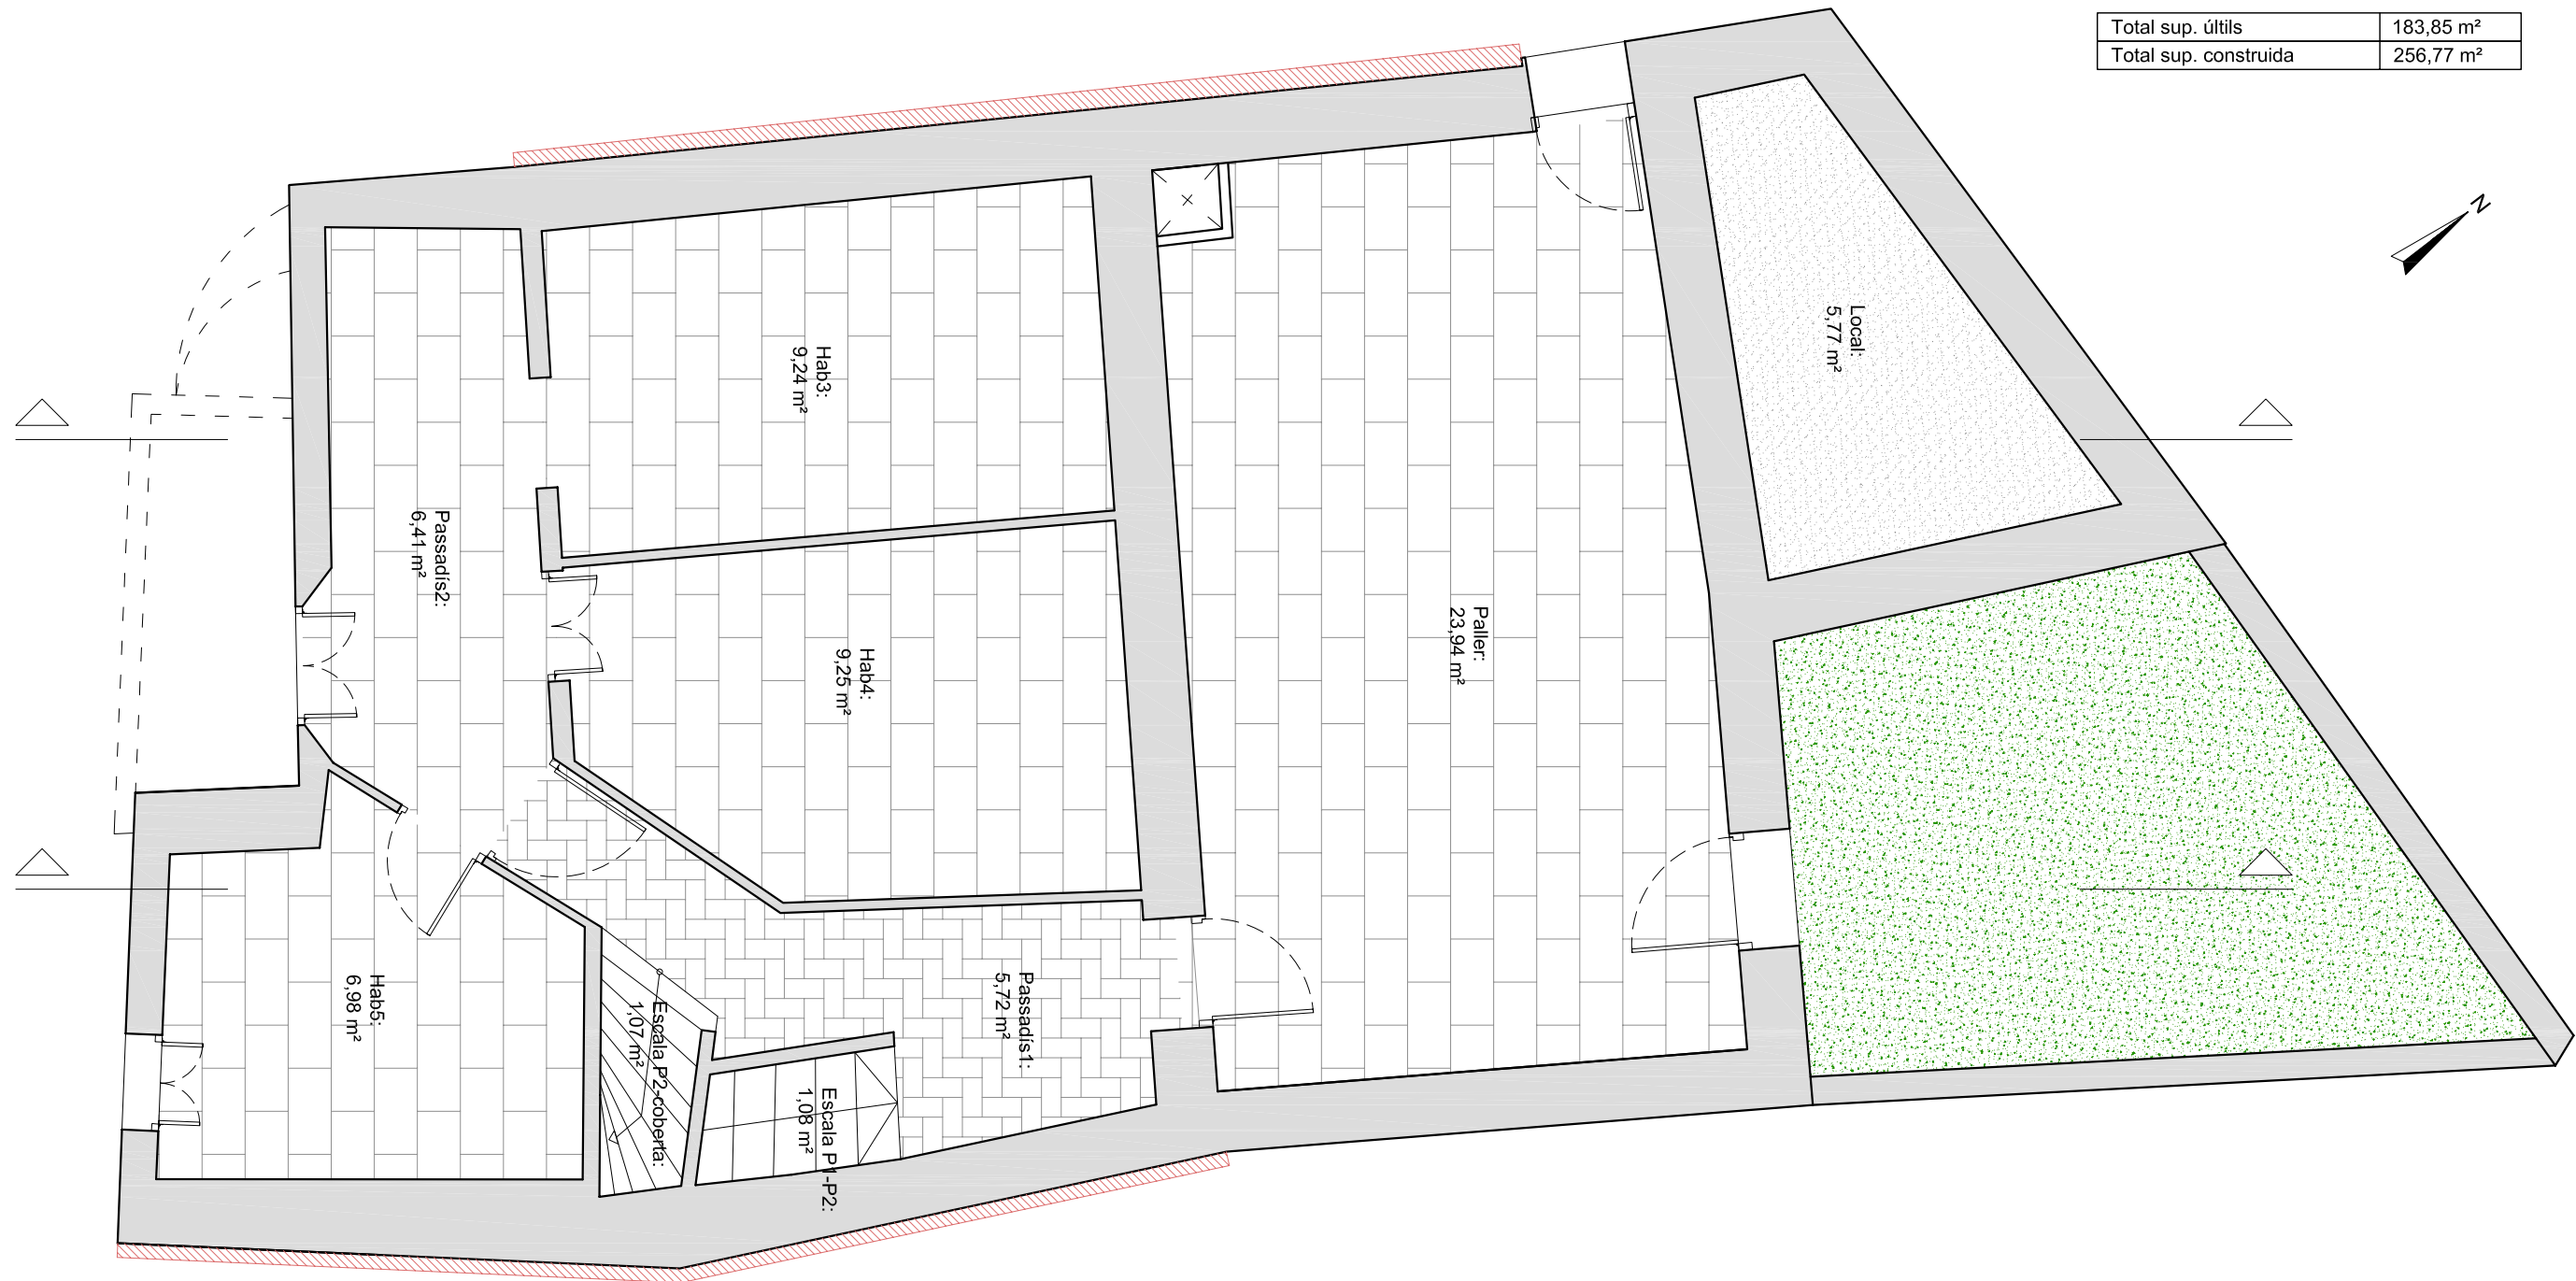 Total sup. últils 183,85 m²
Total sup. construida 256,77 m²
N
Local:
5,77 m²
Hab3:
9,24 m²
Passadís2:
6,41 m²
Paller:
23,94 m²
Hab4:
9,25 m²
Hab5:
6,98 m²
Passadís1:
5,72 m²
Escala P2-coberta:
1,07 m²
Escala P1-P2:
1,08 m²